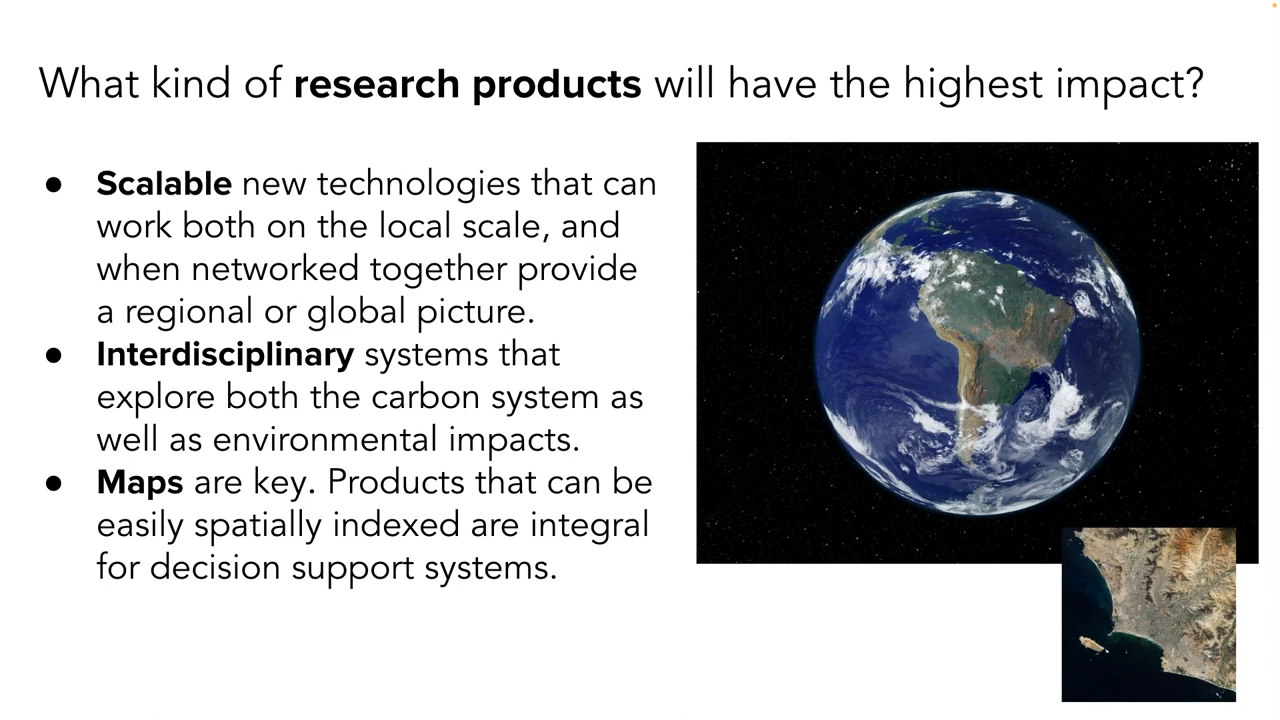 What kind of research products will have the highest impact?
● Scalable new technologies that can
work both on the local scale, and
when networked together provide
a regional or global picture.
● Interdisciplinary systems that
explore both the carbon system as
well as environmental impacts.
● Maps are key. Products that can be
easily spatially indexed are integral
for decision support systems.